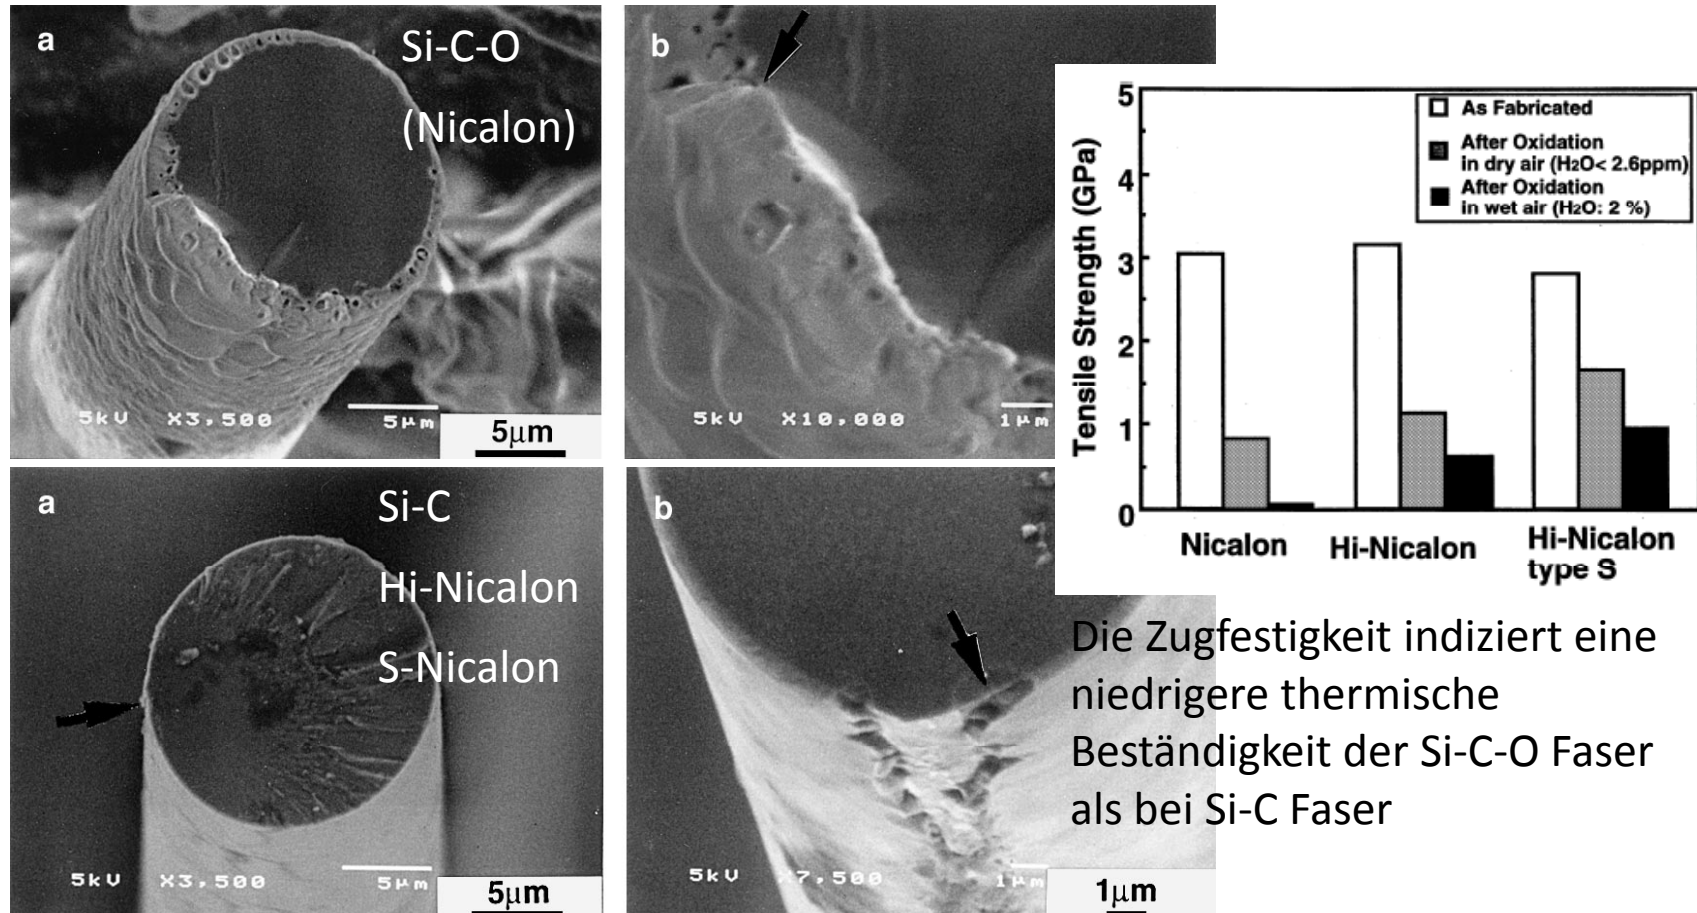 a
Si-C-O
(Nicalon)
5kV X3,500 5µm
5µm
b
5kV X10,000 1µm
5
4
3
2
1
0
Tensile Strength (GPa)
As Fabricated
After Oxidation
in dry air (H2O< 2.6ppm)
After Oxidation
in wet air (H2O: 2 %)
Nicalon
Hi-Nicalon
Hi-Nicalon
type S
a
Si-C
Hi-Nicalon
S-Nicalon
5kV X3,500 5µm
5µm
b
5kV X7,500 1µm
1µm
Die Zugfestigkeit indiziert eine
niedrigere thermische
Beständigkeit der Si-C-O Faser
als bei Si-C Faser